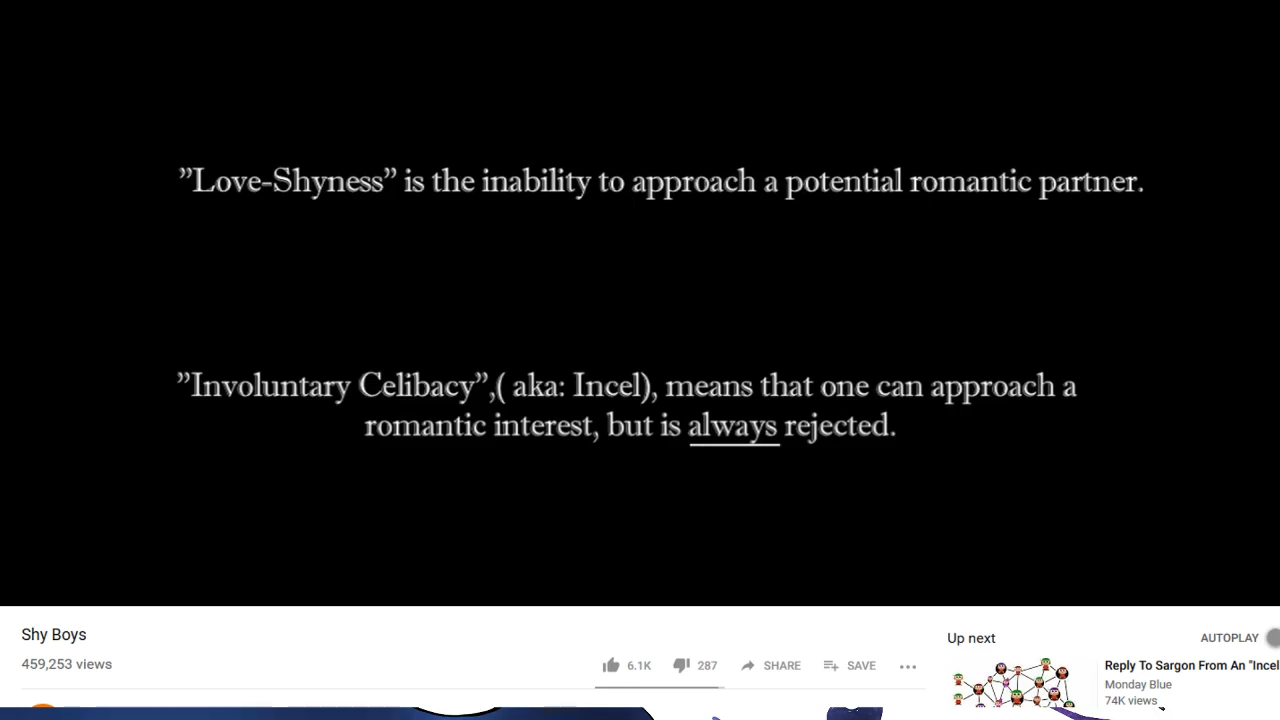 ”Love-Shyness” is the inability to approach a potential romantic partner.
”Involuntary Celibacy”,( aka: Incel), means that one can approach a
romantic interest, but is always rejected.
Shy Boys
459,253 views
6.1K
287
SHARE
SAVE
Up next
AUTOPLAY
Reply To Sargon From An "Incel
Monday Blue
74K views